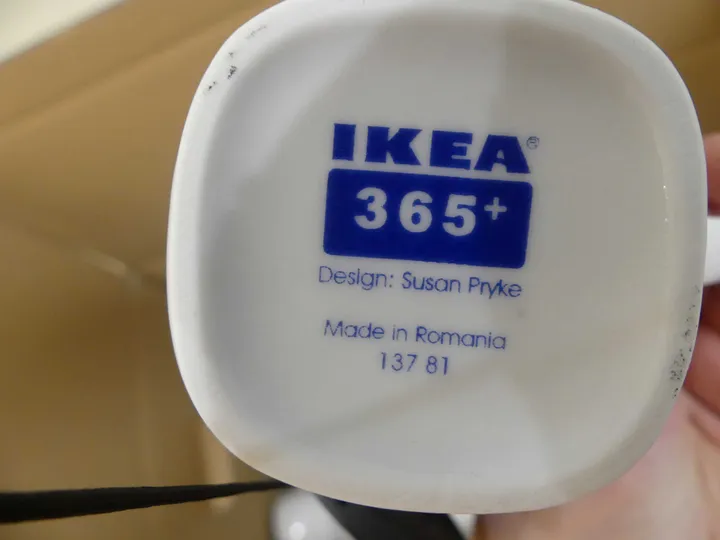 IKEA®
365+
Design: Susan Pryke
Made in Romania
137 81